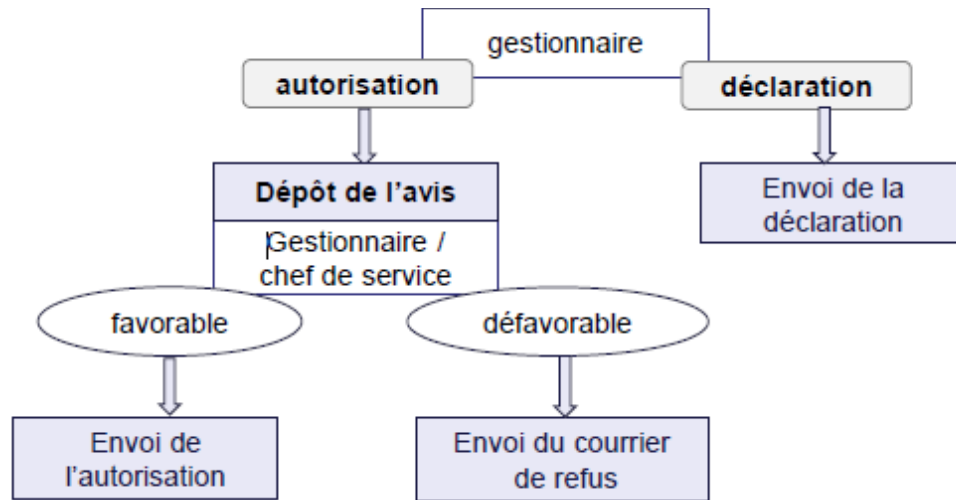 gestionnaire
autorisation
déclaration
Dépôt de l'avis
Gestionnaire /
chef de service
Envoi de la
déclaration
favorable
défavorable
Envoi de
l'autorisation
Envoi du courrier
de refus